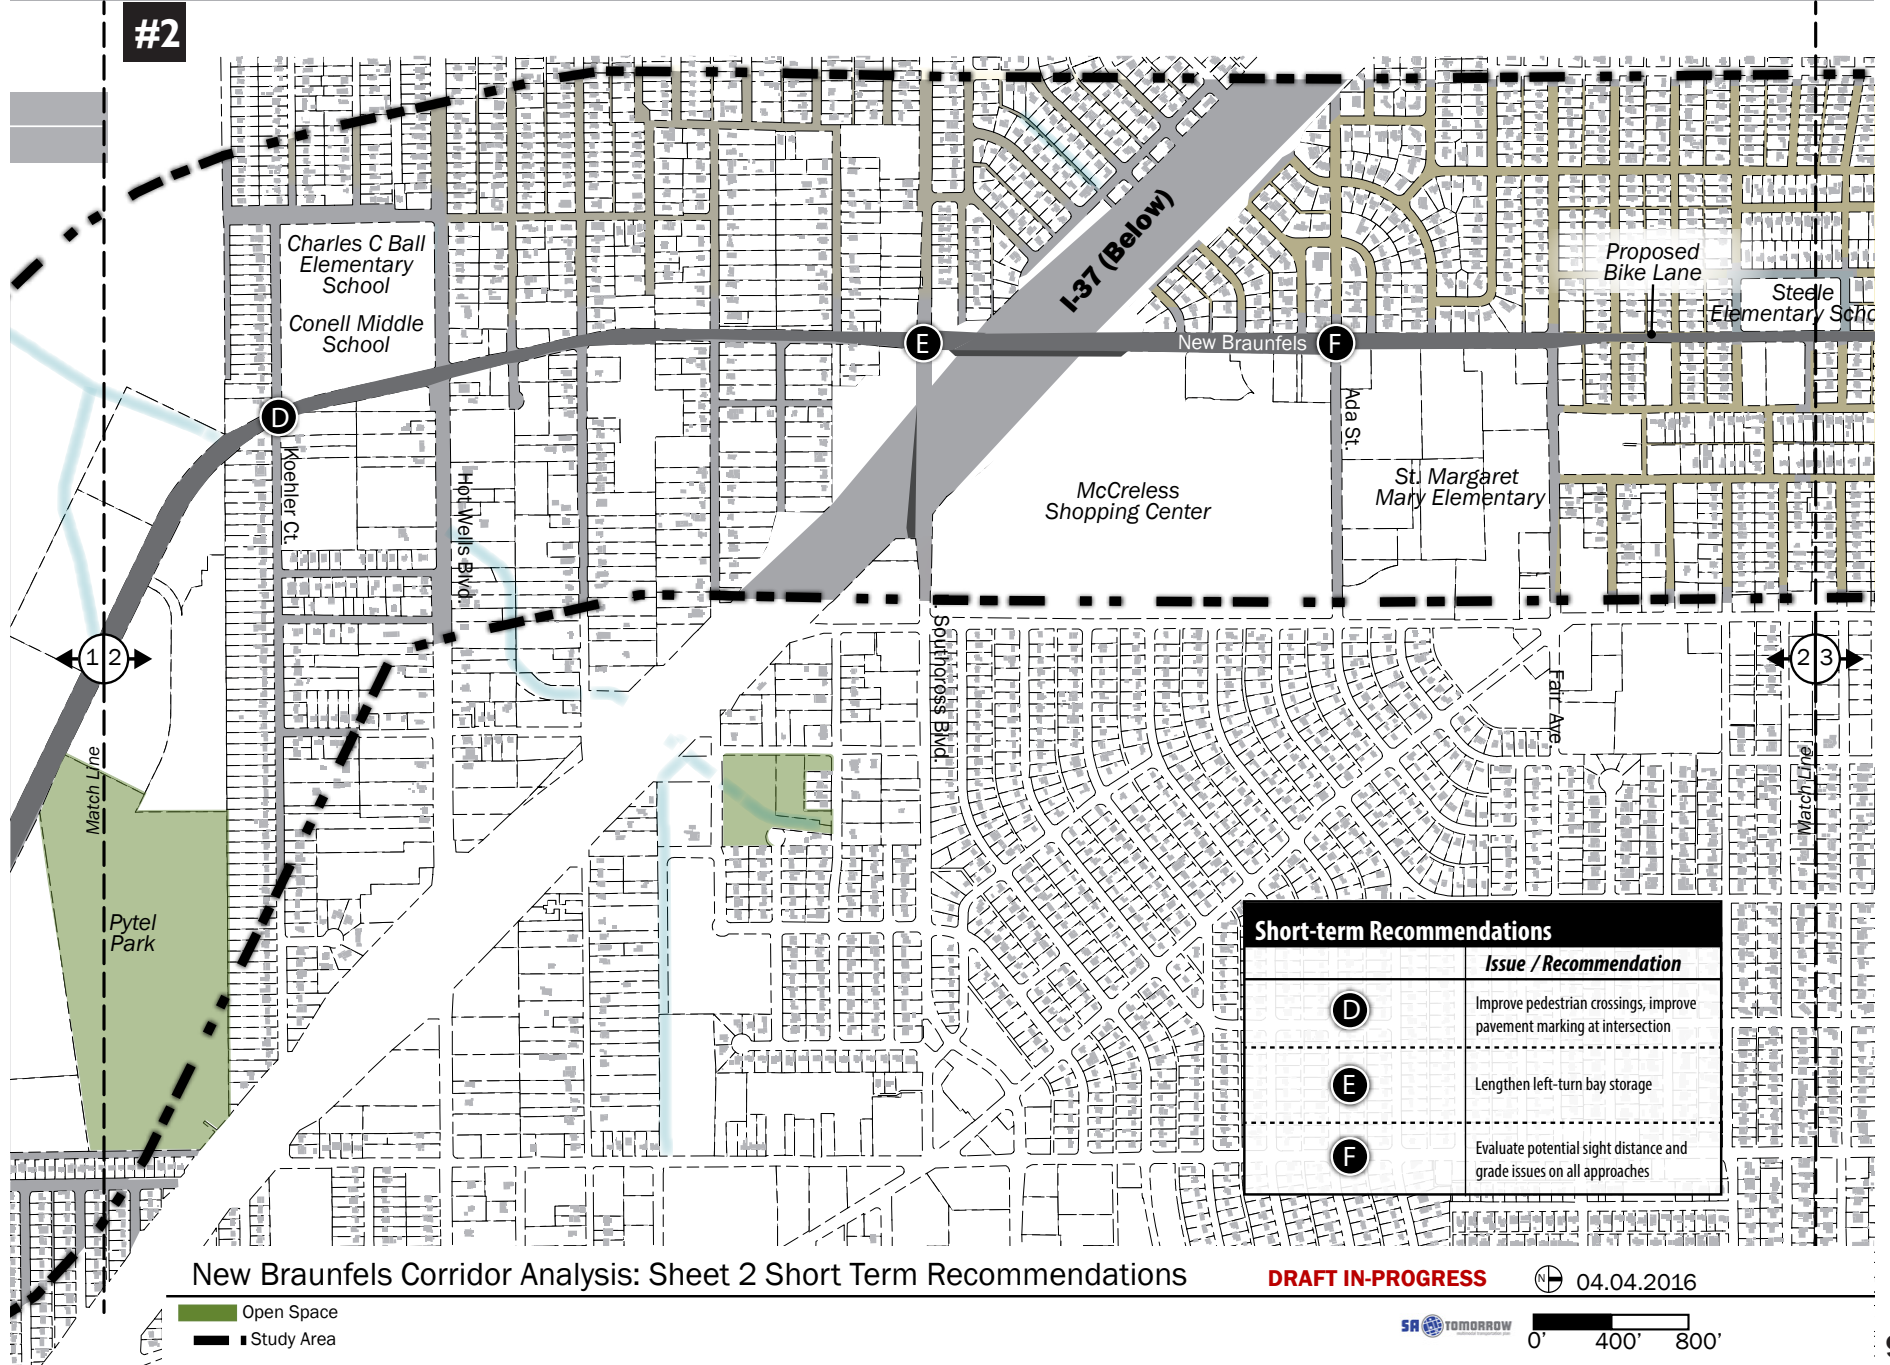 #2
Charles C Ball
Elementary
School
Conell Middle
School
I-37 (Below)
Proposed
Bike Lane
Steele
Elementary Scho
E
New Braunfels
F
D
Koehler Ct.
Hot Wells Blvd.
Ada St.
McCreless
Shopping Center
St. Margaret
Mary Elementary
Southcross Blvd.
Fair Ave
1 2
2 3
Match Line
Match Line
Pytel
Park
Short-term Recommendations
Issue / Recommendation
D
Improve pedestrian crossings, improve
pavement marking at intersection
E
Lengthen left-turn bay storage
F
Evaluate potential sight distance and
grade issues on all approaches
New Braunfels Corridor Analysis: Sheet 2 Short Term Recommendations
DRAFT IN-PROGRESS
N
04.04.2016
Open Space
Study Area
SA TOMORROW
0' 400' 800'